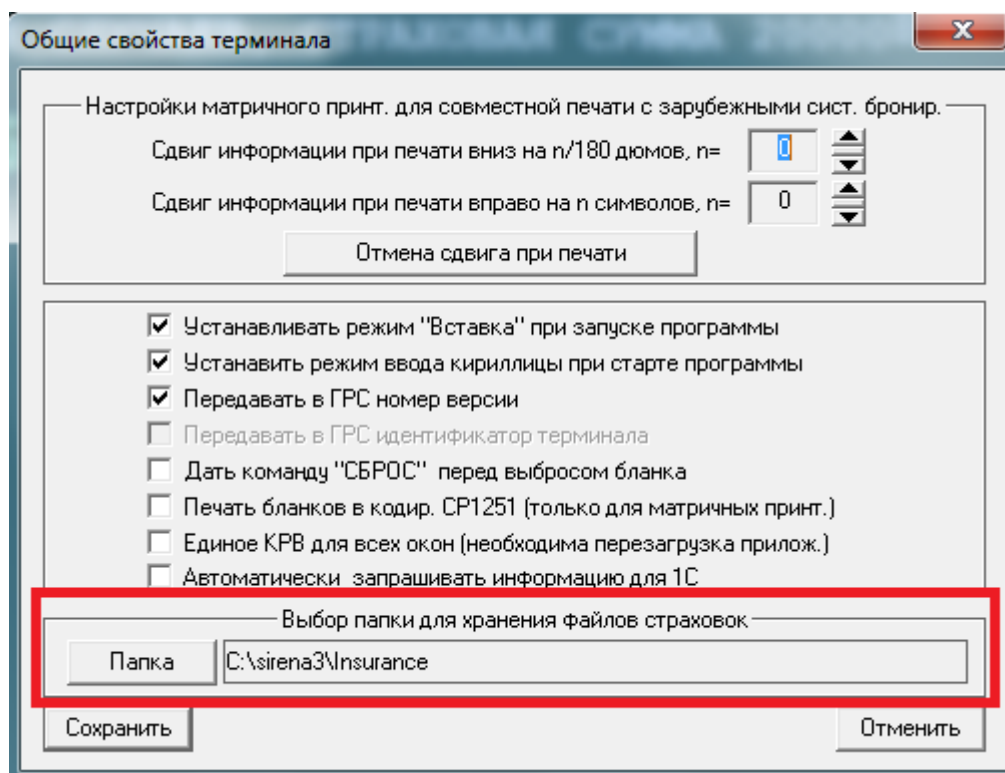 СТРАХОВАЯ СУММА
Общие свойства терминала
Настройки матричного принт. для совместной печати с зарубежными сист. бронир.
Сдвиг информации при печати вниз на n/180 дюмов, n= 0
Сдвиг информации при печати вправо на n символов, n= 0
Отмена сдвига при печати
Устанавливать режим "Вставка" при запуске программы
Устанавить режим ввода кириллицы при старте программы
Передавать в ГРС номер версии
Передавать в ГРС идентификатор терминала
Дать команду "СБРОС" перед выбросом бланка
Печать бланков в кодир. CP1251 (только для матричных принт.)
Единое КРВ для всех окон (необходима перезагрузка прилож.)
Автоматически запрашивать информацию для 1С
Выбор папки для хранения файлов страховок
Папка C:\sirena3\Insurance
Сохранить Отменить